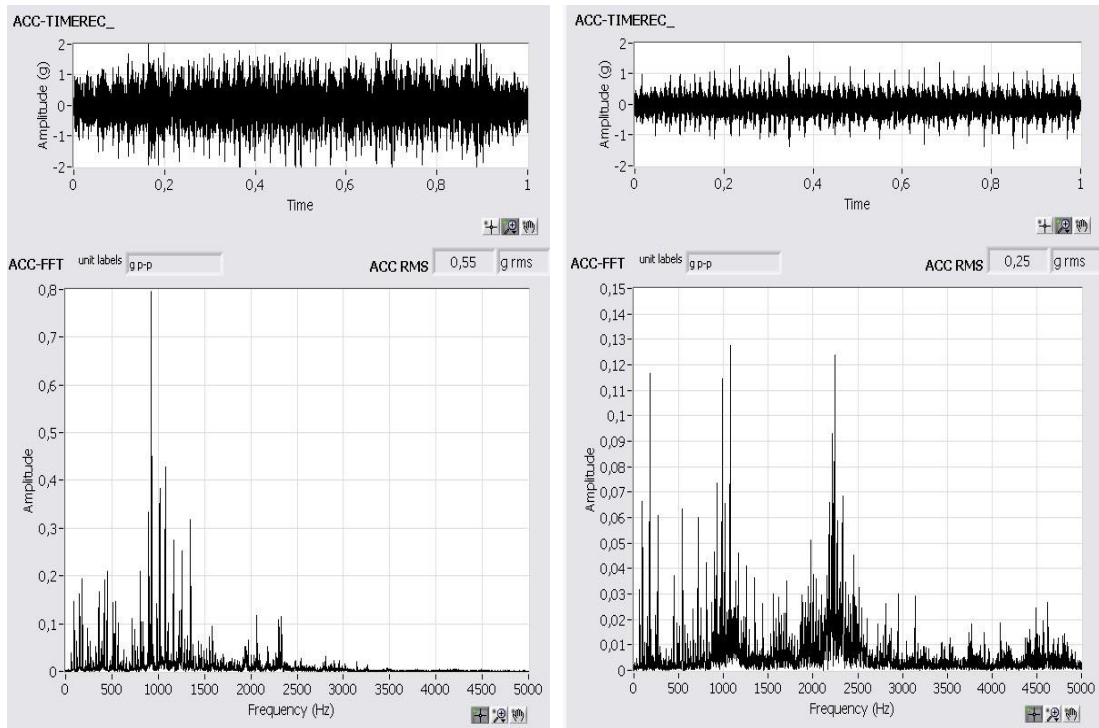 ACC-TIMEREC_
Amplitude (g)
2
1
0
-1
-2
0 0,2 0,4 0,6 0,8 1
Time
ACC-FFT unit labels g p-p ACC RMS 0,55 g rms
Amplitude
0,8
0,7
0,6
0,5
0,4
0,3
0,2
0,1
0
0 500 1000 1500 2000 2500 3000 3500 4000 4500 5000
Frequency (Hz)
ACC-TIMEREC_
Amplitude (g)
2
1
0
-1
-2
0 0,2 0,4 0,6 0,8 1
Time
ACC-FFT unit labels g p-p ACC RMS 0,25 g rms
Amplitude
0,15
0,14
0,13
0,12
0,11
0,1
0,09
0,08
0,07
0,06
0,05
0,04
0,03
0,02
0,01
0
0 500 1000 1500 2000 2500 3000 3500 4000 4500 5000
Frequency (Hz)